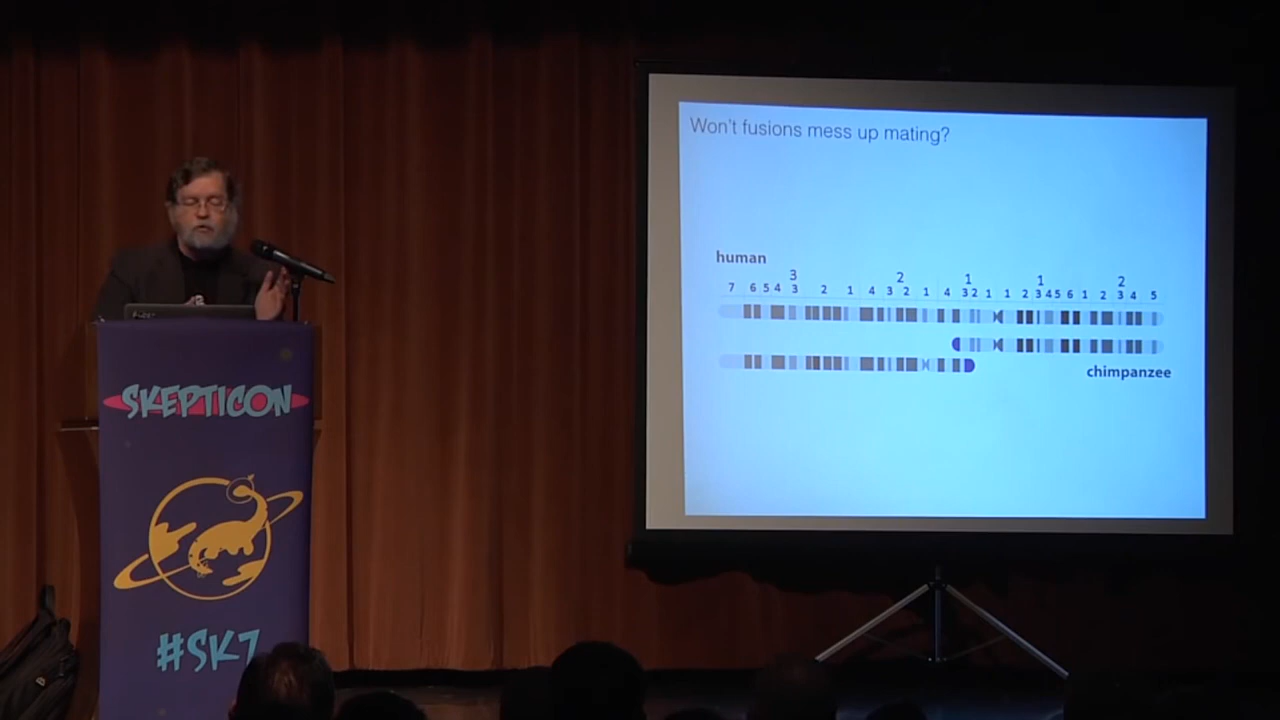 Won't fusions mess up mating?
human
3 2 1 1 2
7 6 5 4 3 2 1 4 3 2 1 4 3 2 1 1 2 3 4 5 6 1 2 3 4 5
chimpanzee
SKEPTICON
#SK7